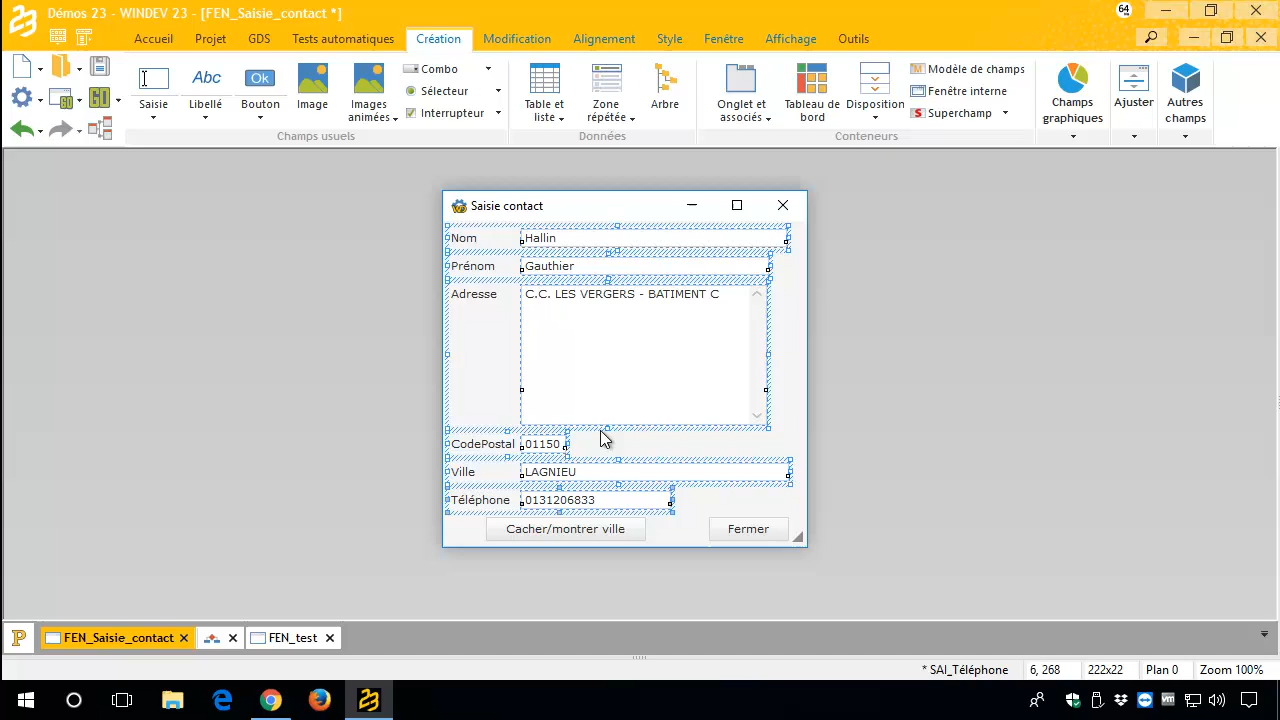 Démos 23 - WINDEV 23 - [FEN_Saisie_contact *]
64
Accueil Projet GDS Tests automatiques Création Modification Alignement Style Fenêtre Affichage Outils
Abc Ok
Saisie Libellé Bouton Image Images animées
Combo
Sélecteur
Interrupteur
Table et liste Zone répétée Arbre
Onglet et associés Tableau de bord Disposition
Modèle de champs
Fenêtre interne
Superchamp
Champs graphiques Ajuster Autres champs
Champs usuels Données Conteneurs
Saisie contact
Nom Hallin
Prénom Gauthier
Adresse C.C. LES VERGERS - BATIMENT C
CodePostal 01150
Ville LAGNIEU
Téléphone 0131206833
Cacher/montrer ville Fermer
P FEN_Saisie_contact FEN_test
* SAI_Téléphone 6, 268 222x22 Plan 0 Zoom 100%
23